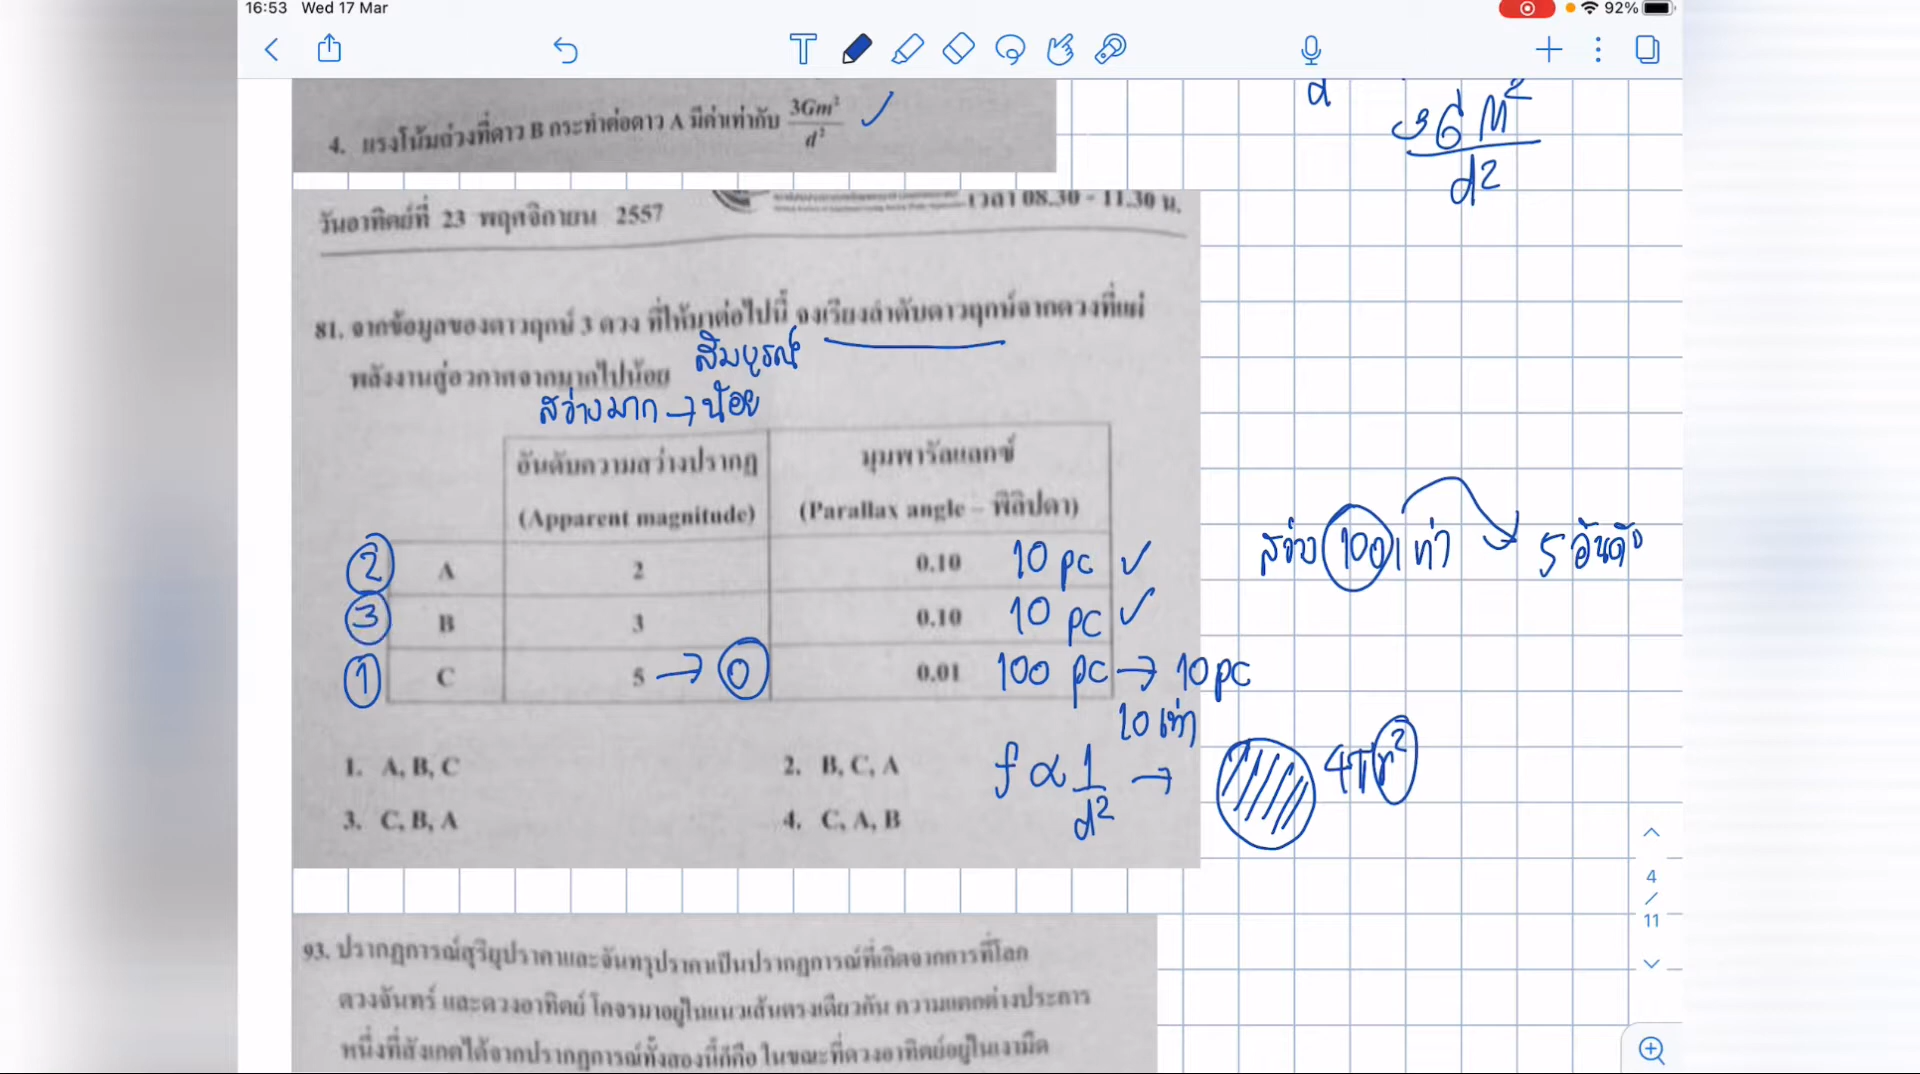 16:53 Wed 17 Mar
92%
d
4. แรงโน้มถ่วงที่ดาว B กระทำต่อดาว A มีค่าเท่ากับ 3Gm²/d² ✓
3GM²/d²
วันอาทิตย์ที่ 23 พฤศจิกายน 2557
เวลา 08.30 - 11.30 น.
81. จากข้อมูลของดาวฤกษ์ 3 ดวง ที่ให้มาต่อไปนี้ จงเรียงลำดับดาวฤกษ์จากดวงที่แผ่
พลังงานสู่อวกาศจากมากไปน้อย สัมบูรณ์
สว่างมาก → น้อย
อันดับความสว่างปรากฏ
(Apparent magnitude)
มุมพารัลแลกซ์
(Parallax angle – พิลิปดา)
② A 2 0.10 10 pc ✓
③ B 3 0.10 10 pc ✓
① C 5 → 0 0.01 100 pc → 10 pc
10 เท่า
สว่าง 100 เท่า → 5 อันดับ
1. A, B, C
2. B, C, A
3. C, B, A
4. C, A, B
f ∝ 1/d² → 4πr²
4
/
11
93. ปรากฏการณ์สุริยุปราคาและจันทรุปราคาเป็นปรากฏการณ์ที่เกิดจากการที่โลก
ดวงจันทร์ และดวงอาทิตย์ โคจรมาอยู่ในแนวเส้นตรงเดียวกัน ความแตกต่างประการ
หนึ่งที่สังเกตได้จากปรากฏการณ์ทั้งสองนี้ก็คือ ในขณะที่ดวงอาทิตย์อยู่ในเงามืด